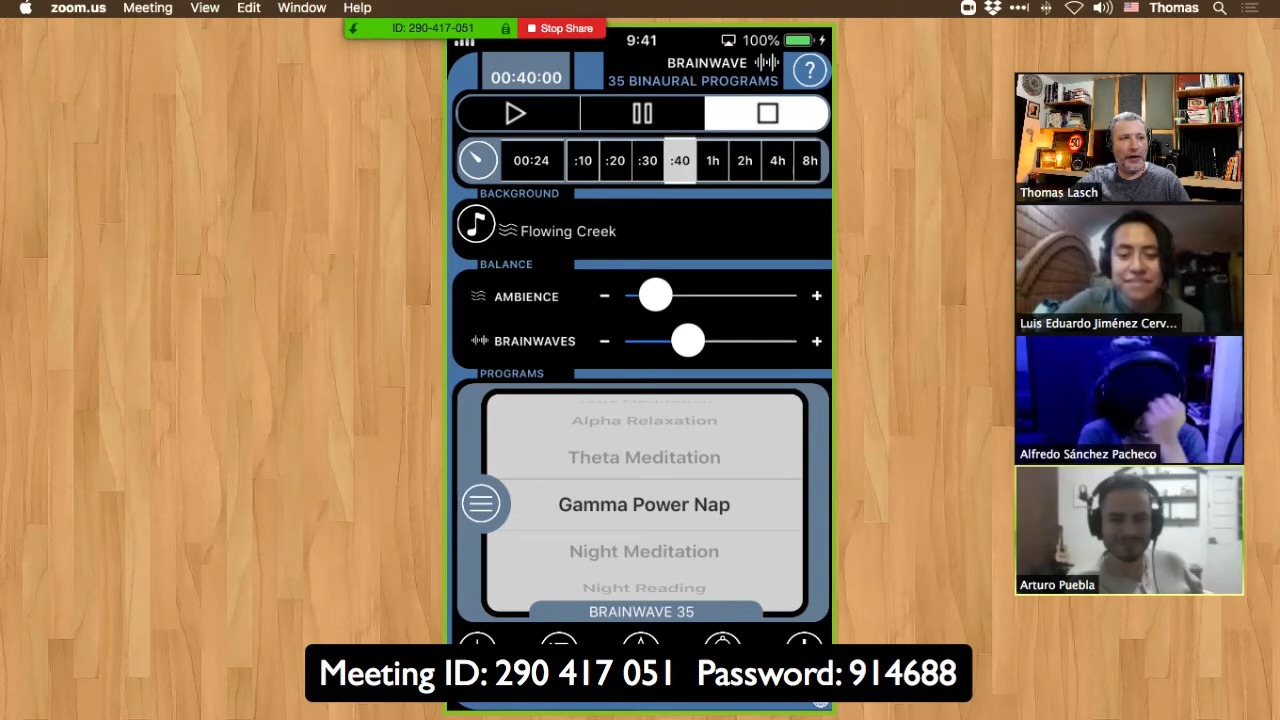 zoom.us Meeting View Edit Window Help Thomas
ID: 290-417-051 Stop Share
9:41 100%
00:40:00
BRAINWAVE
35 BINAURAL PROGRAMS
?
00:24 :10 :20 :30 :40 1h 2h 4h 8h
BACKGROUND
Flowing Creek
BALANCE
AMBIENCE - +
BRAINWAVES - +
PROGRAMS
Alpha Relaxation
Theta Meditation
Gamma Power Nap
Night Meditation
Night Reading
BRAINWAVE 35
Thomas Lasch
Luis Eduardo Jiménez Cerv...
Alfredo Sánchez Pacheco
Arturo Puebla
Meeting ID: 290 417 051 Password: 914688